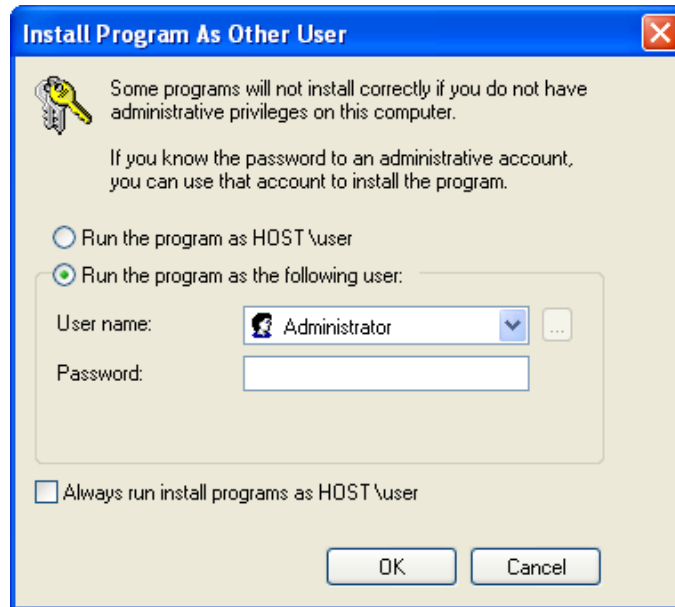 Install Program As Other User
Some programs will not install correctly if you do not have
administrative privileges on this computer.
If you know the password to an administrative account,
you can use that account to install the program.
Run the program as HOST\user
Run the program as the following user:
User name:
Administrator
...
Password:
Always run install programs as HOST\user
OK
Cancel